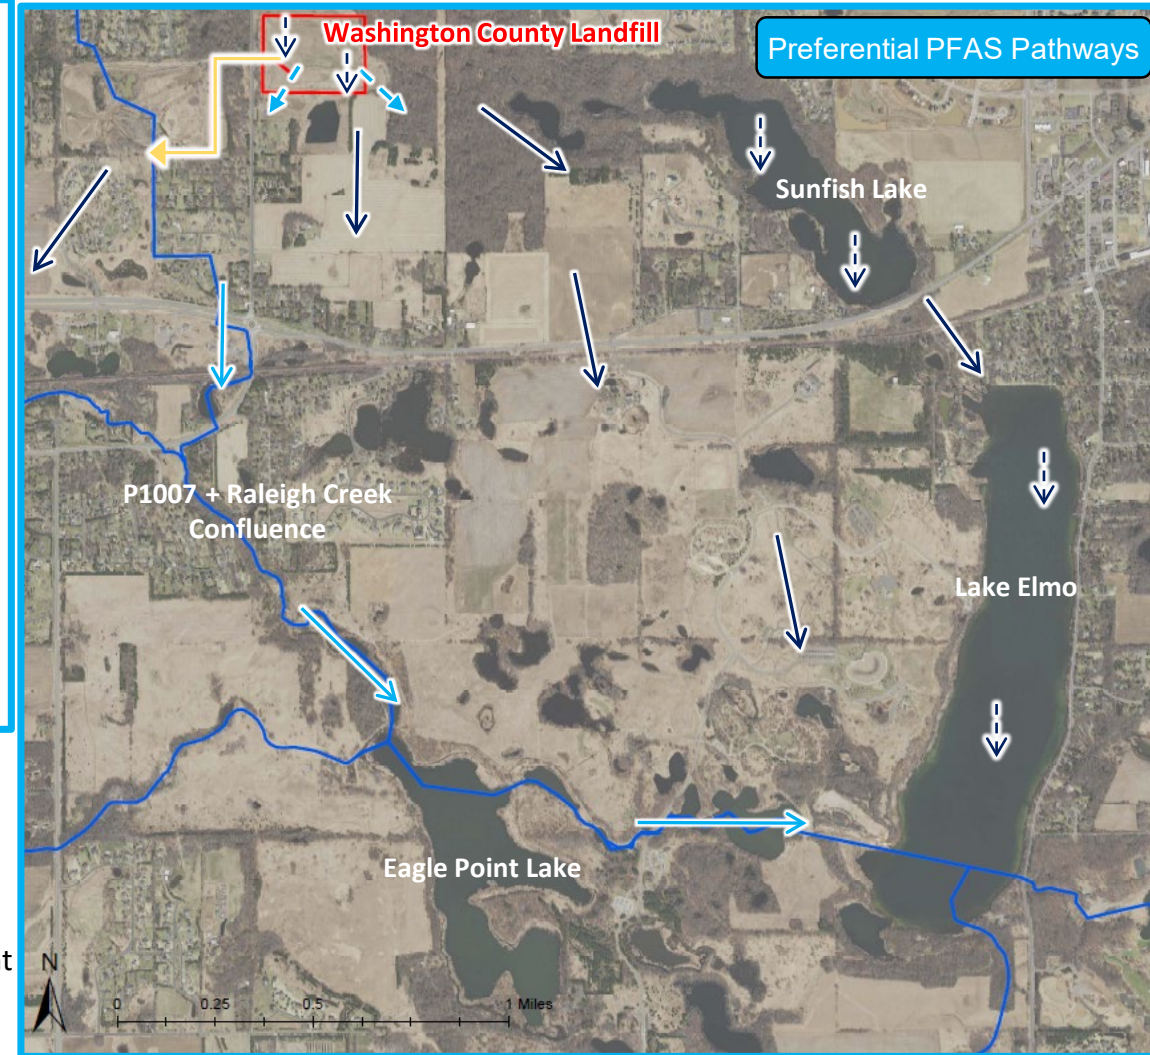 Washington County Landfill
Preferential PFAS Pathways
Sunfish Lake
P1007 + Raleigh Creek
Confluence
Lake Elmo
Eagle Point Lake
N
0 0.25 0.5 1 Miles